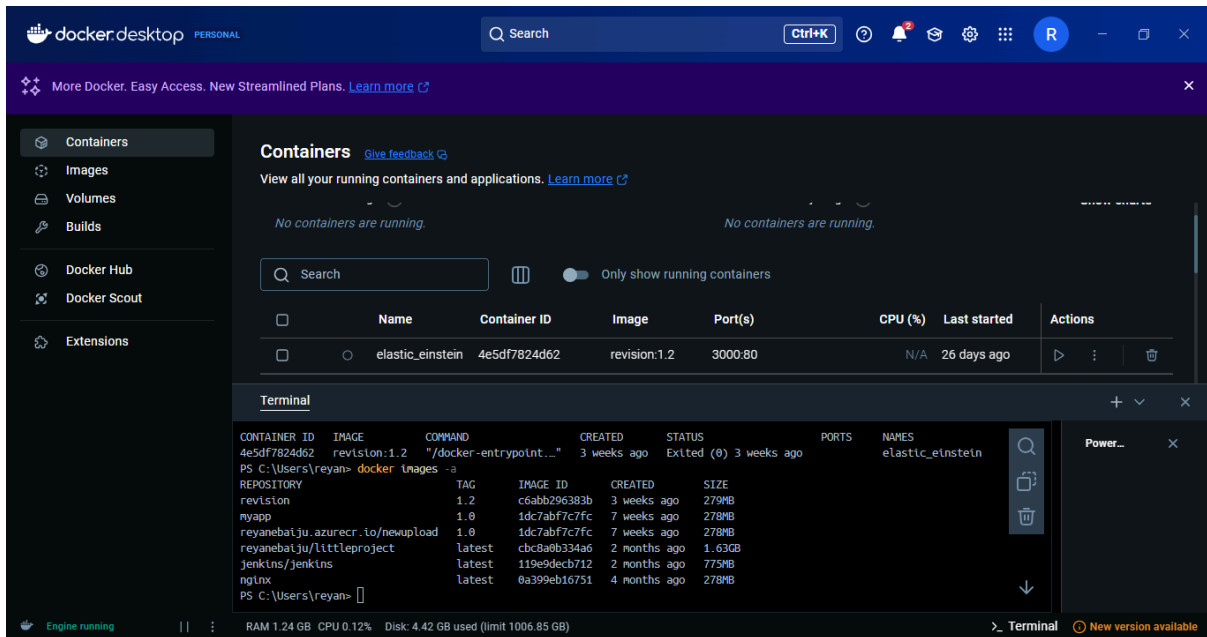 docker.desktop PERSONAL
Search
Ctrl+K
2
R
More Docker. Easy Access. New Streamlined Plans. Learn more
Containers
Images
Volumes
Builds
Docker Hub
Docker Scout
Extensions
Containers Give feedback
View all your running containers and applications. Learn more
No containers are running. No containers are running.
Search
Only show running containers
Name Container ID Image Port(s) CPU (%) Last started Actions
elastic_einstein 4e5df7824d62 revision:1.2 3000:80 N/A 26 days ago
Terminal
Power...
CONTAINER ID IMAGE COMMAND CREATED STATUS PORTS NAMES
4e5df7824d62 revision:1.2 "/docker-entrypoint.…" 3 weeks ago Exited (0) 3 weeks ago elastic_einstein
PS C:\Users\reyan> docker images -a
REPOSITORY TAG IMAGE ID CREATED SIZE
revision 1.2 c6abb296383b 3 weeks ago 279MB
myapp 1.0 1dc7abf7c7fc 7 weeks ago 278MB
reyanebaiju.azurecr.io/newupload 1.0 1dc7abf7c7fc 7 weeks ago 278MB
reyanebaiju/littleproject latest cbc8a0b334a6 2 months ago 1.63GB
jenkins/jenkins latest 119e9decb712 2 months ago 775MB
nginx latest 0a399eb16751 4 months ago 278MB
PS C:\Users\reyan>
Engine running RAM 1.24 GB CPU 0.12% Disk: 4.42 GB used (limit 1006.85 GB) >_ Terminal New version available